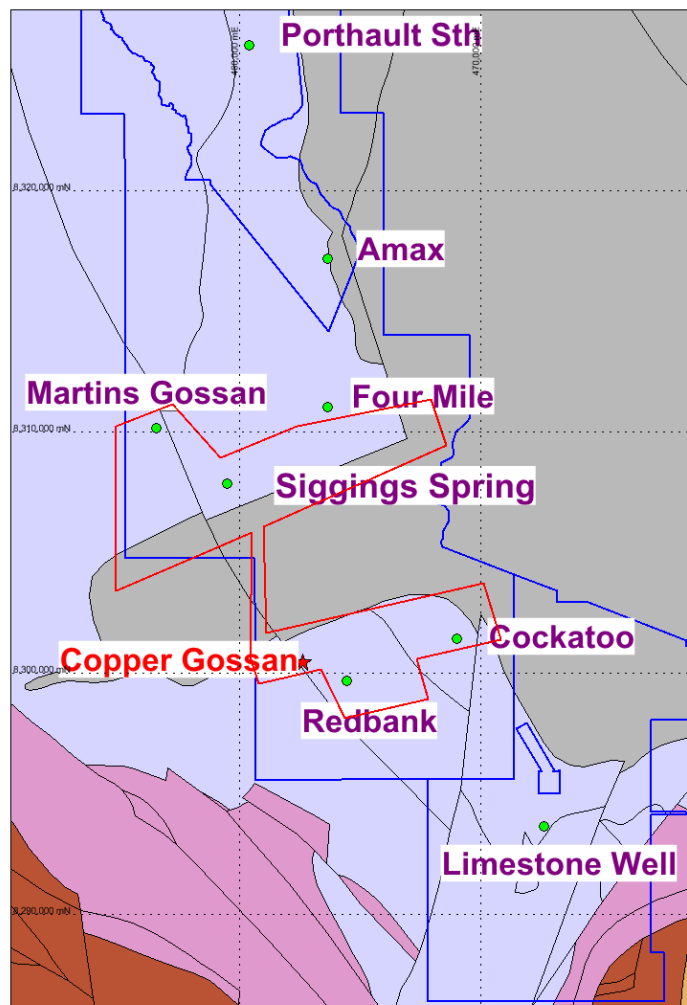 Porthault Sth
460,000 mE
470,000 mE
8,320,000 mN
Amax
Martins Gossan
Four Mile
8,310,000 mN
Siggings Spring
Cockatoo
Copper Gossan
8,300,000 mN
Redbank
Limestone Well
8,290,000 mN